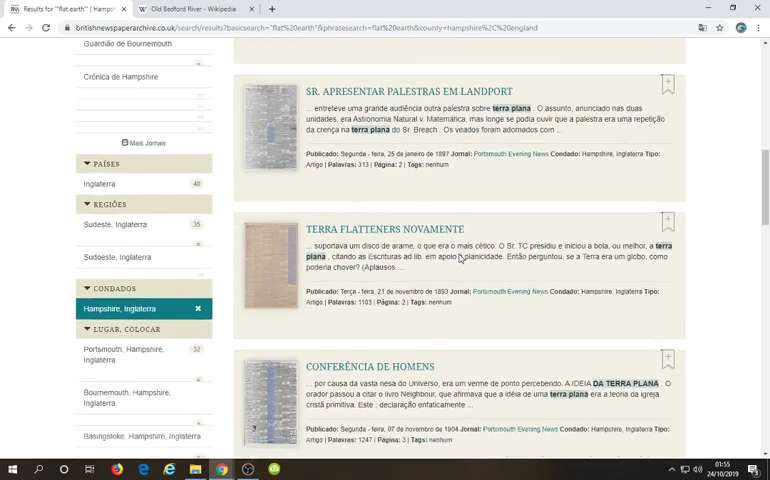 Results for '"flat earth"' | Hamps
Old Bedford River - Wikipedia
britishnewspaperarchive.co.uk/search/results?basicsearch="flat%20earth"&phrasesearch=flat%20earth&county=hampshire%2C%20england
Guardião de Bournemouth
Crônica de Hampshire
Mais Jornais
PAÍSES
Inglaterra 40
REGIÕES
Sudeste, Inglaterra 35
Sudoeste, Inglaterra
CONDADOS
Hampshire, Inglaterra ×
LUGAR, COLOCAR
Portsmouth, Hampshire, 32
Inglaterra
Bournemouth, Hampshire,
Inglaterra
Basingstoke, Hampshire, Inglaterra
SR. APRESENTAR PALESTRAS EM LANDPORT
... entreteve uma grande audiência outra palestra sobre terra plana . O assunto, anunciado nas duas
unidades, era Astronomia Natural v. Matemática, mas longe se podia ouvir que a palestra era uma repetição
da crença na terra plana do Sr. Breach . Os veados foram adornados com ...
Publicado: Segunda - feira, 25 de janeiro de 1897 Jornal: Portsmouth Evening News Condado: Hampshire, Inglaterra Tipo:
Artigo | Palavras: 313 | Página: 2 | Tags: nenhum
TERRA FLATTENERS NOVAMENTE
... suportava um disco de arame, o que era o mais cético. O Sr. TC presidiu e iniciou a bola, ou melhor, a terra
plana , citando as Escrituras ad lib. em apoio planicidade. Então perguntou, se a Terra era um globo, como
poderia chover? (Aplausos ...
Publicado: Terça - feira, 21 de novembro de 1893 Jornal: Portsmouth Evening News Condado: Hampshire, Inglaterra Tipo:
Artigo | Palavras: 1103 | Página: 2 | Tags: nenhum
CONFERÊNCIA DE HOMENS
... por causa da vasta nesa do Universo, era um verme de ponto percebendo. A IDEIA DA TERRA PLANA . O
orador passou a citar o livro Neighbour, que afirmava que a idéia de uma terra plana era a teoria da igreja
cristã primitiva. Este ; declaração enfaticamente ...
Publicado: Segunda - feira, 07 de novembro de 1904 Jornal: Portsmouth Evening News Condado: Hampshire, Inglaterra Tipo:
Artigo | Palavras: 1247 | Página: 3 | Tags: nenhum
01:55
24/10/2019